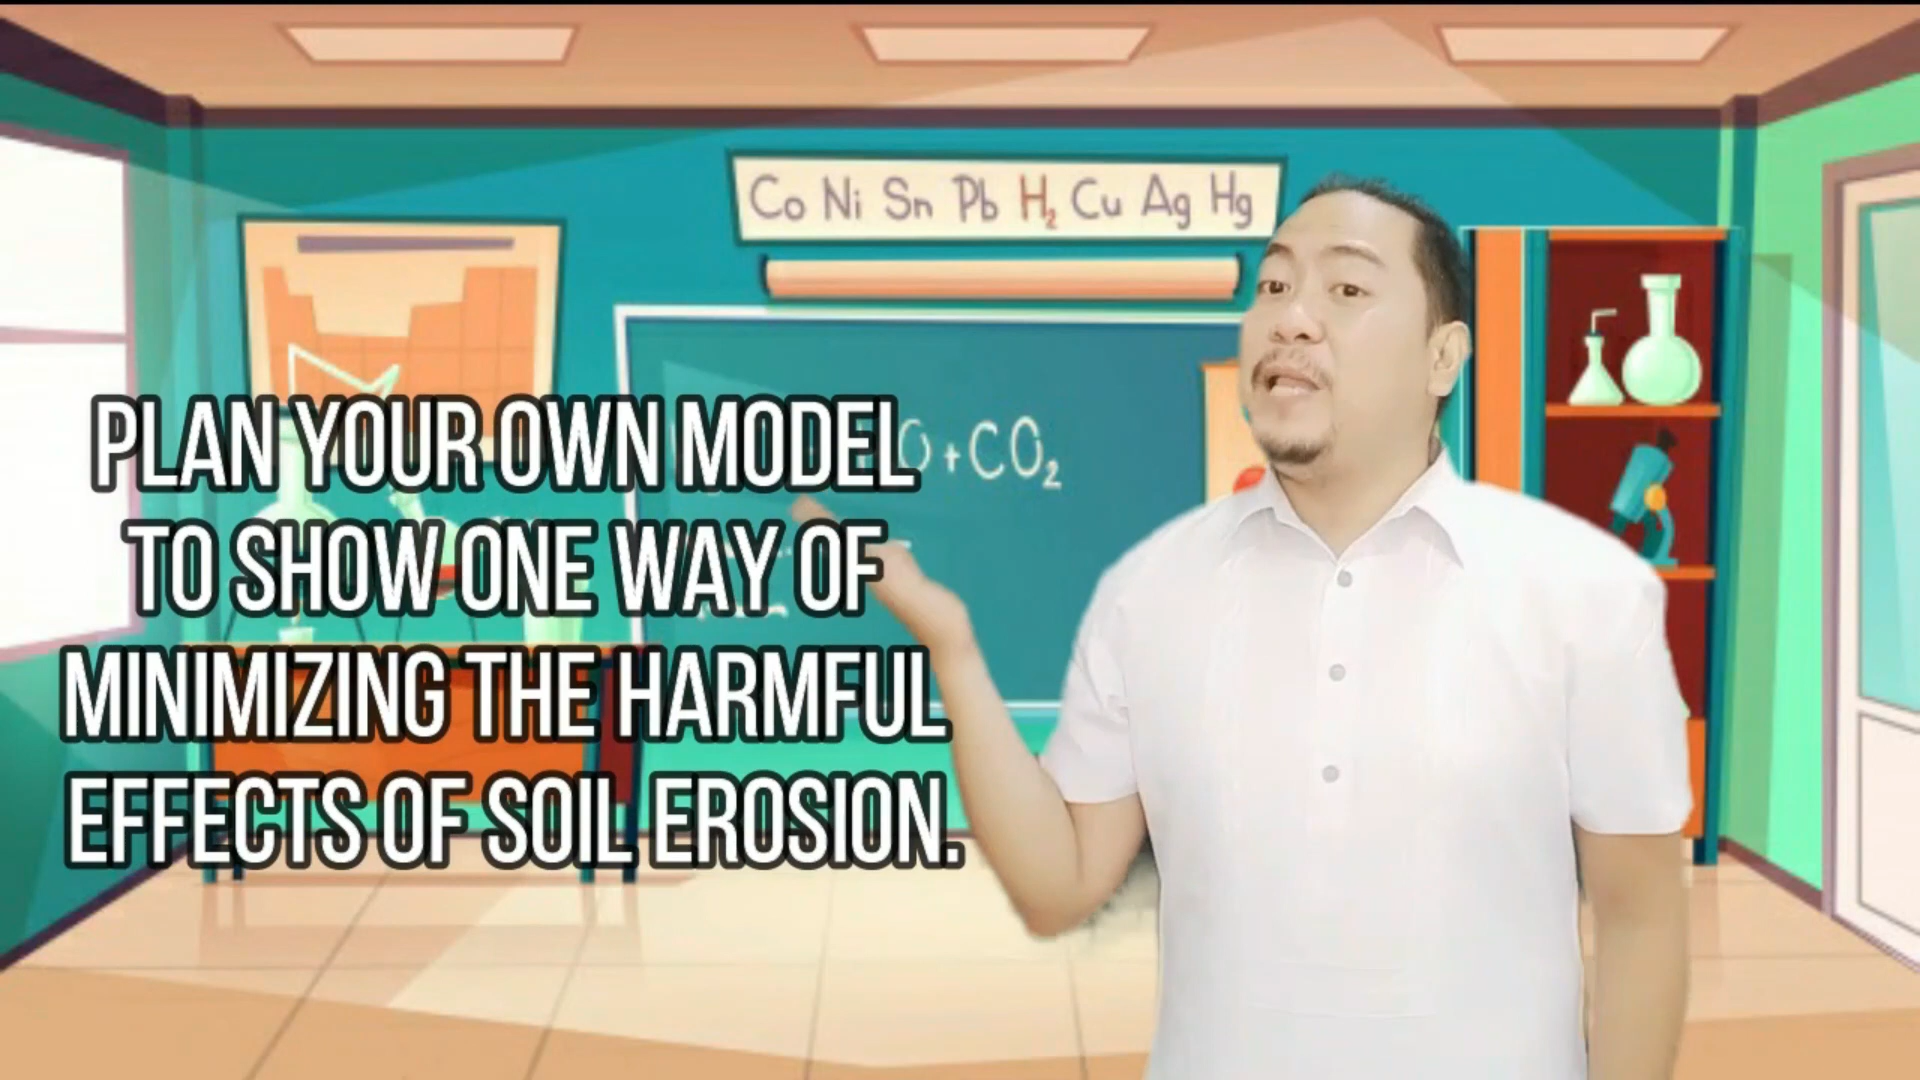 Co Ni Sn Pb H₂ Cu Ag Hg
O + CO₂
PLAN YOUR OWN MODEL
TO SHOW ONE WAY OF
MINIMIZING THE HARMFUL
EFFECTS OF SOIL EROSION.